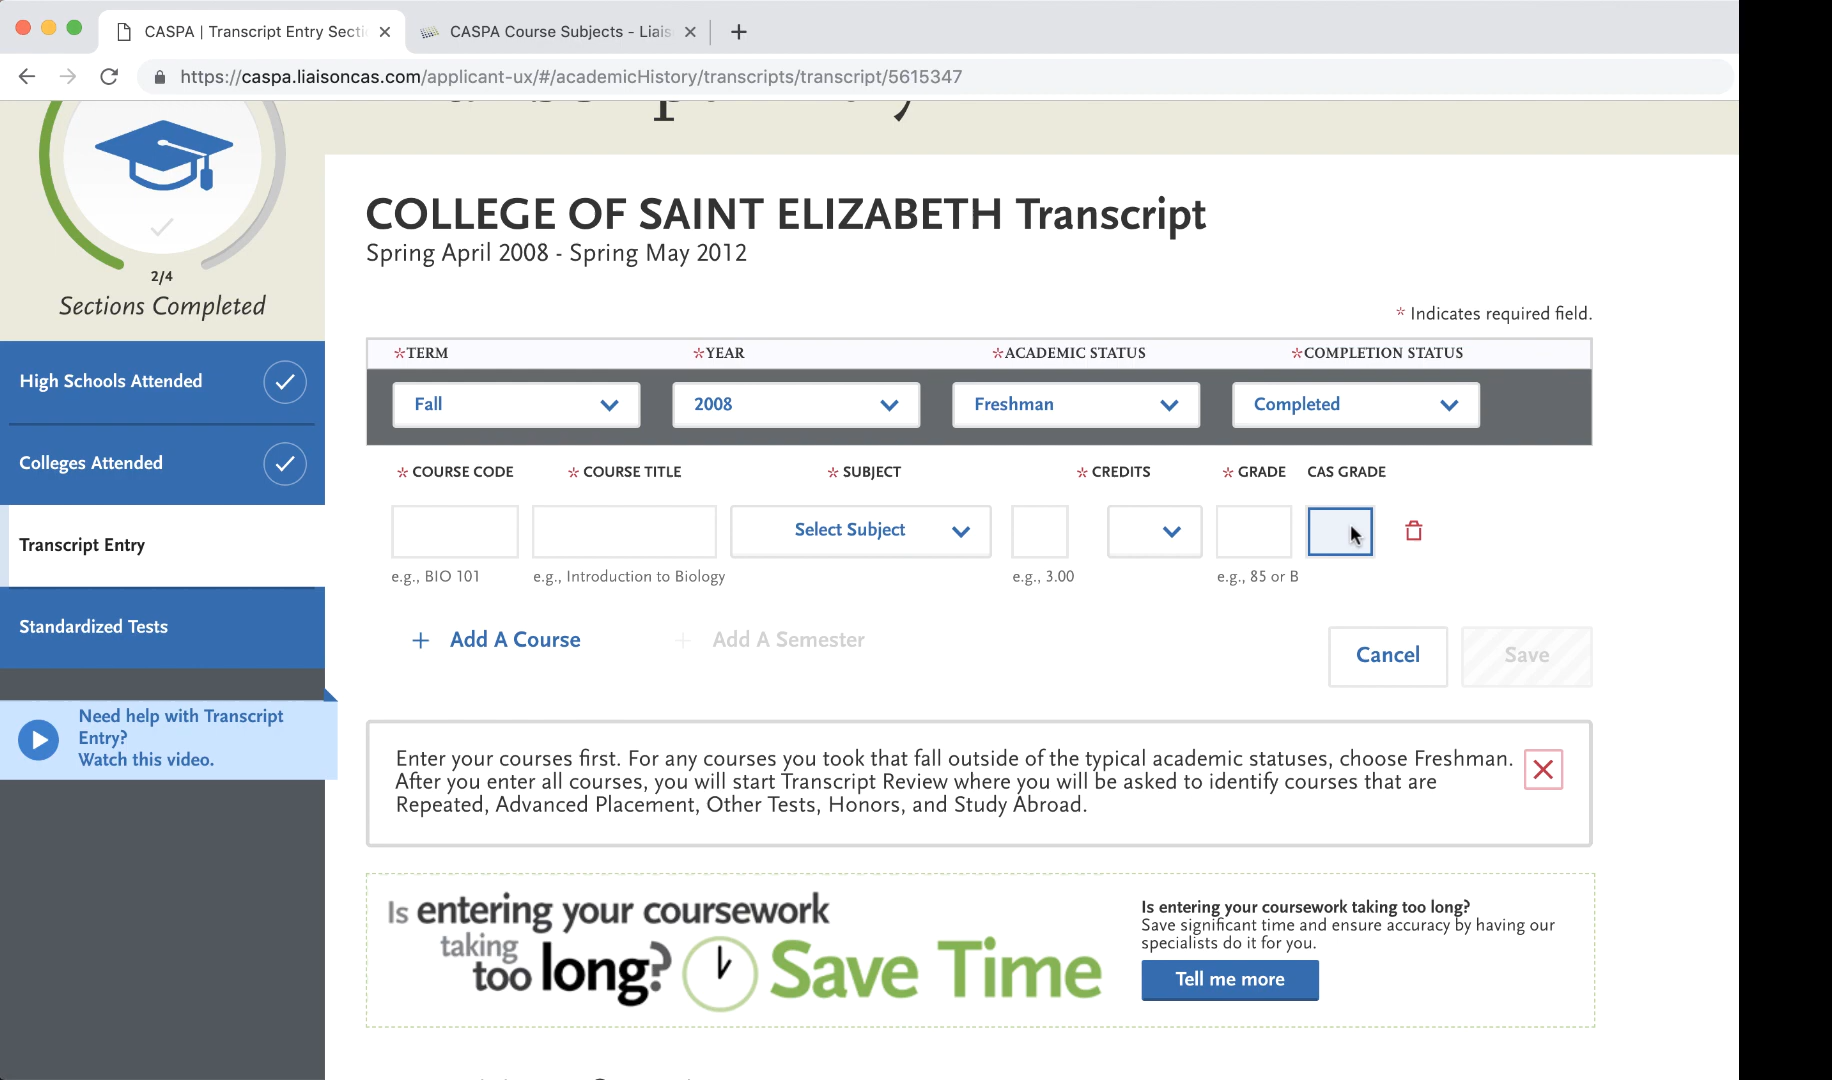 CASPA | Transcript Entry Secti
CASPA Course Subjects - Liais
https://caspa.liaisoncas.com/applicant-ux/#/academicHistory/transcripts/transcript/5615347
2/4
Sections Completed
High Schools Attended
Colleges Attended
Transcript Entry
Standardized Tests
Need help with Transcript
Entry?
Watch this video.
COLLEGE OF SAINT ELIZABETH Transcript
Spring April 2008 - Spring May 2012
* Indicates required field.
*TERM *YEAR *ACADEMIC STATUS *COMPLETION STATUS
Fall 2008 Freshman Completed
* COURSE CODE * COURSE TITLE * SUBJECT * CREDITS * GRADE CAS GRADE
Select Subject
e.g., BIO 101 e.g., Introduction to Biology e.g., 3.00 e.g., 85 or B
+ Add A Course + Add A Semester
Cancel Save
Enter your courses first. For any courses you took that fall outside of the typical academic statuses, choose Freshman.
After you enter all courses, you will start Transcript Review where you will be asked to identify courses that are
Repeated, Advanced Placement, Other Tests, Honors, and Study Abroad.
Is entering your coursework
taking
too long? Save Time
Is entering your coursework taking too long?
Save significant time and ensure accuracy by having our
specialists do it for you.
Tell me more